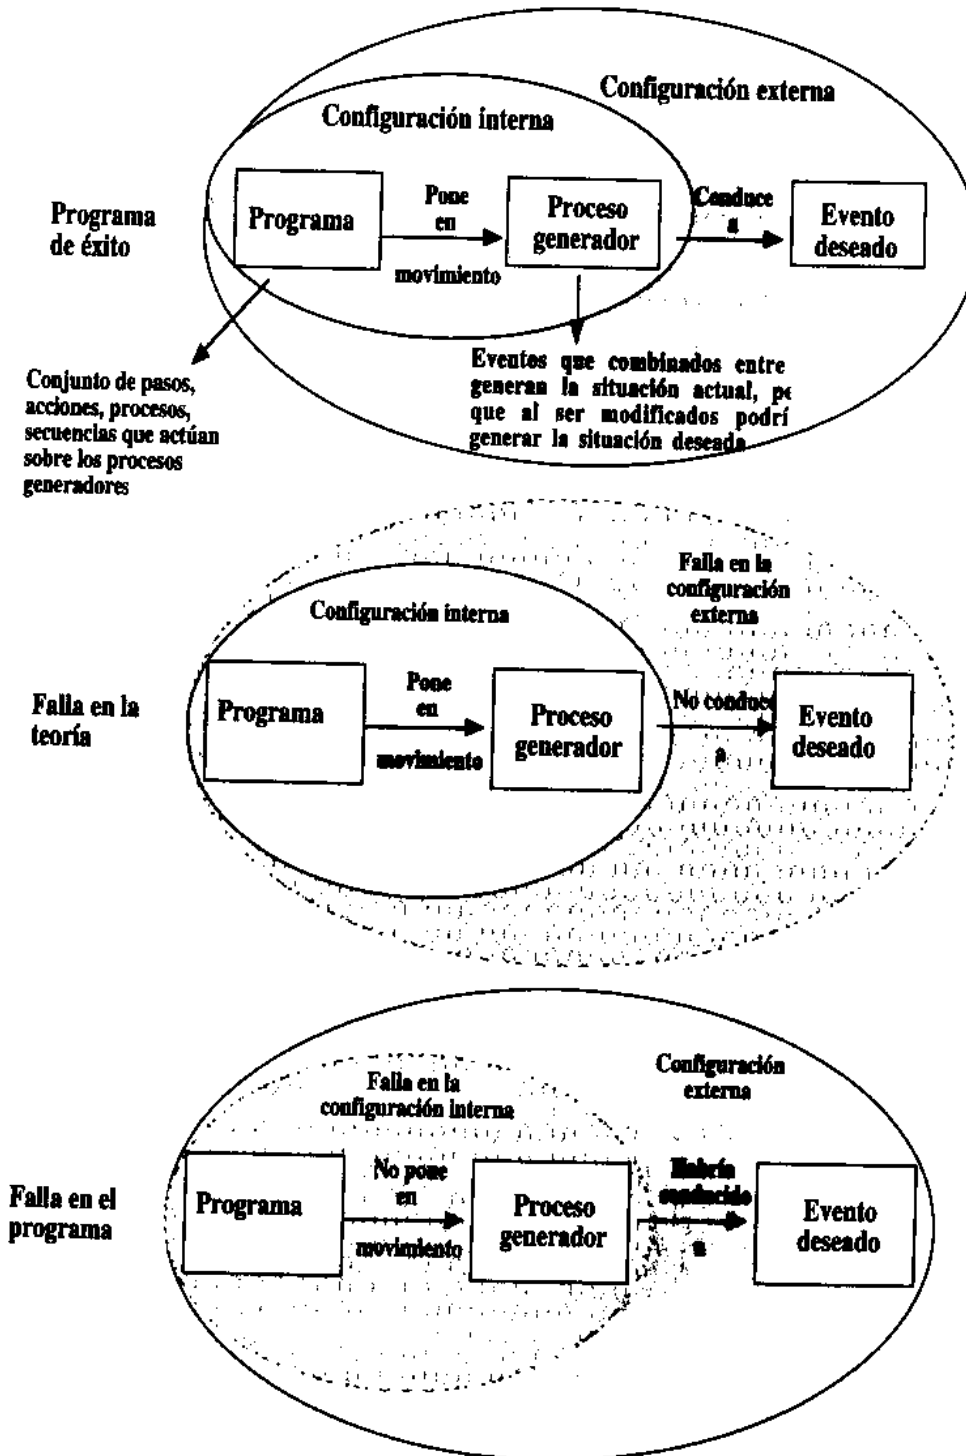 Configuración externa
Configuración interna
Programa
de éxito
Programa
Pone
en
movimiento
Proceso
generador
Conduce
a
Evento
deseado
Conjunto de pasos,
acciones, procesos,
secuencias que actúan
sobre los procesos
generadores
Eventos que combinados entre
generan la situación actual, pe
que al ser modificados podrí
generar la situación deseada
Falla en la
configuración
externa
Configuración interna
Falla en la
teoría
Programa
Pone
en
movimiento
Proceso
generador
No conduce
a
Evento
deseado
Configuración
externa
Falla en la
configuración interna
Falla en el
programa
Programa
No pone
en
movimiento
Proceso
generador
Habría
conducido
a
Evento
deseado